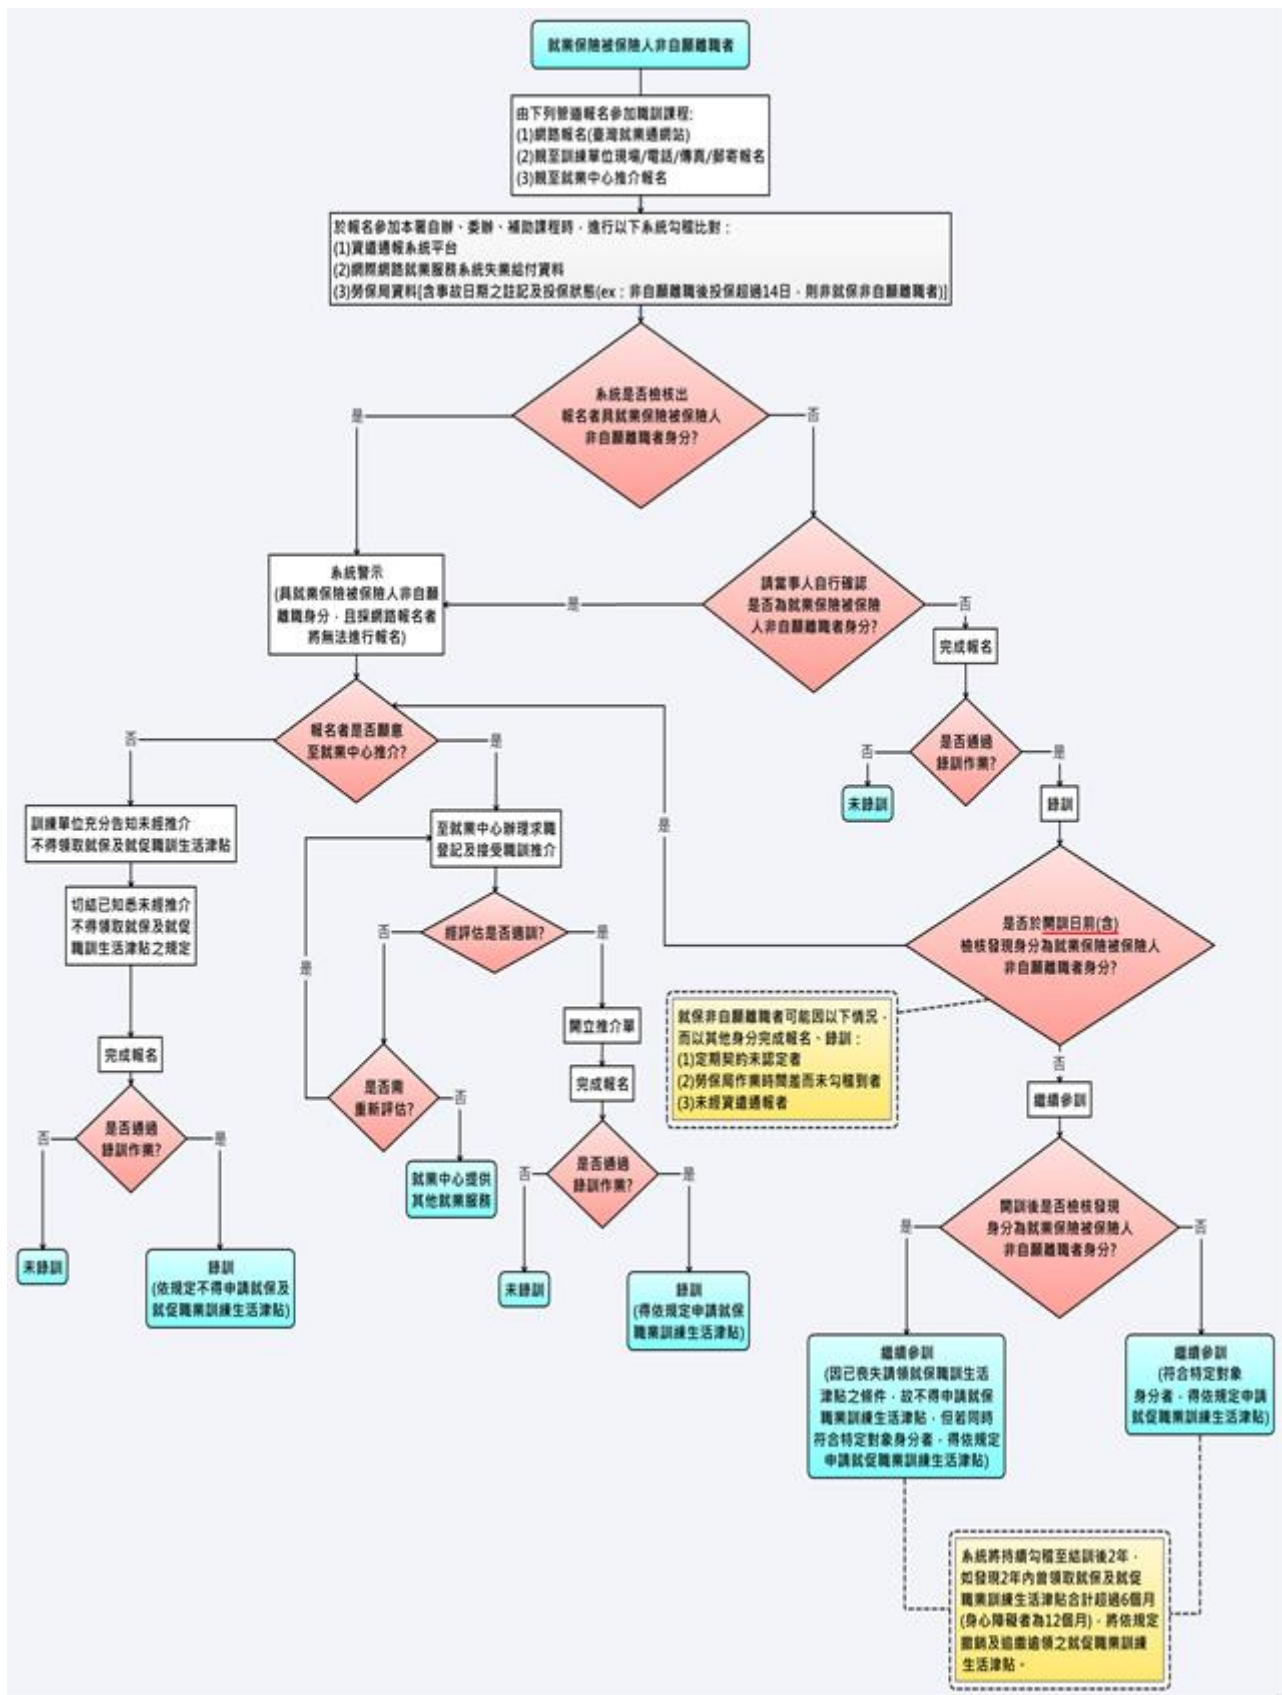 就業保險被保險人非自願離職者
由下列管道報名參加職訓課程:
(1)網路報名(臺灣就業通網站)
(2)親至訓練單位現場/電話/傳真/郵寄報名
(3)親至就業中心推介報名
於報名參加本署自辦、委辦、補助課程時，進行以下系統勾稽比對：
(1)資遣通報系統平台
(2)網際網路就業服務系統失業給付資料
(3)勞保局資料[含事故日期之註記及投保狀態(ex：非自願離職後投保超過14日，則非就保非自願離職者)]
系統是否檢核出
報名者具就業保險被保險人
非自願離職者身分?
是
否
系統警示
(具就業保險被保險人非自願
離職身分，且採網路報名者
將無法進行報名)
是
請當事人自行確認
是否為就業保險被保險
人非自願離職者身分?
否
完成報名
報名者是否願意
至就業中心推介?
否
是
是否通過
錄訓作業?
否
是
未錄訓
錄訓
訓練單位充分告知未經推介
不得領取就保及就促職訓生活津貼
至就業中心辦理求職
登記及接受職訓推介
是
切結已知悉未經推介
不得領取就保及就促
職訓生活津貼之規定
經評估是否適訓?
否
是
是
是否於開訓日前(含)
檢核發現身分為就業保險被保險人
非自願離職者身分?
就保非自願離職者可能因以下情況，
而以其他身分完成報名、錄訓：
(1)定期契約未認定者
(2)勞保局作業時間差而未勾稽到者
(3)未經資遣通報者
否
開立推介單
完成報名
完成報名
是否需
重新評估?
否
繼續參訓
是否通過
錄訓作業?
否
是
就業中心提供
其他就業服務
是否通過
錄訓作業?
否
是
開訓後是否檢核發現
身分為就業保險被保險人
非自願離職者身分?
是
否
未錄訓
錄訓
(依規定不得申請就保及
就促職業訓練生活津貼)
未錄訓
錄訓
(得依規定申請就保
職業訓練生活津貼)
繼續參訓
(因已喪失請領就保職訓生活
津貼之條件，故不得申請就保
職業訓練生活津貼，但若同時
符合特定對象身分者，得依規定
申請就促職業訓練生活津貼)
繼續參訓
(符合特定對象
身分者，得依規定申請
就促職業訓練生活津貼)
系統將持續勾稽至結訓後2年，
如發現2年內曾領取就保及就促
職業訓練生活津貼合計超過6個月
(身心障礙者為12個月)，將依規定
撤銷及追繳逾領之就促職業訓練
生活津貼。